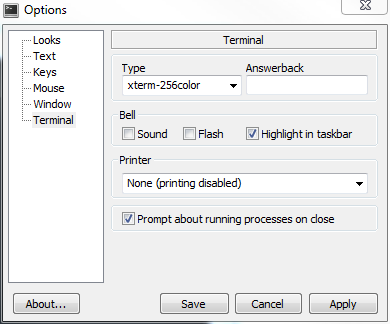 Options
Looks
Text
Keys
Mouse
Window
Terminal
Terminal
Type
Answerback
xterm-256color
Bell
Sound
Flash
Highlight in taskbar
Printer
None (printing disabled)
Prompt about running processes on close
About...
Save
Cancel
Apply